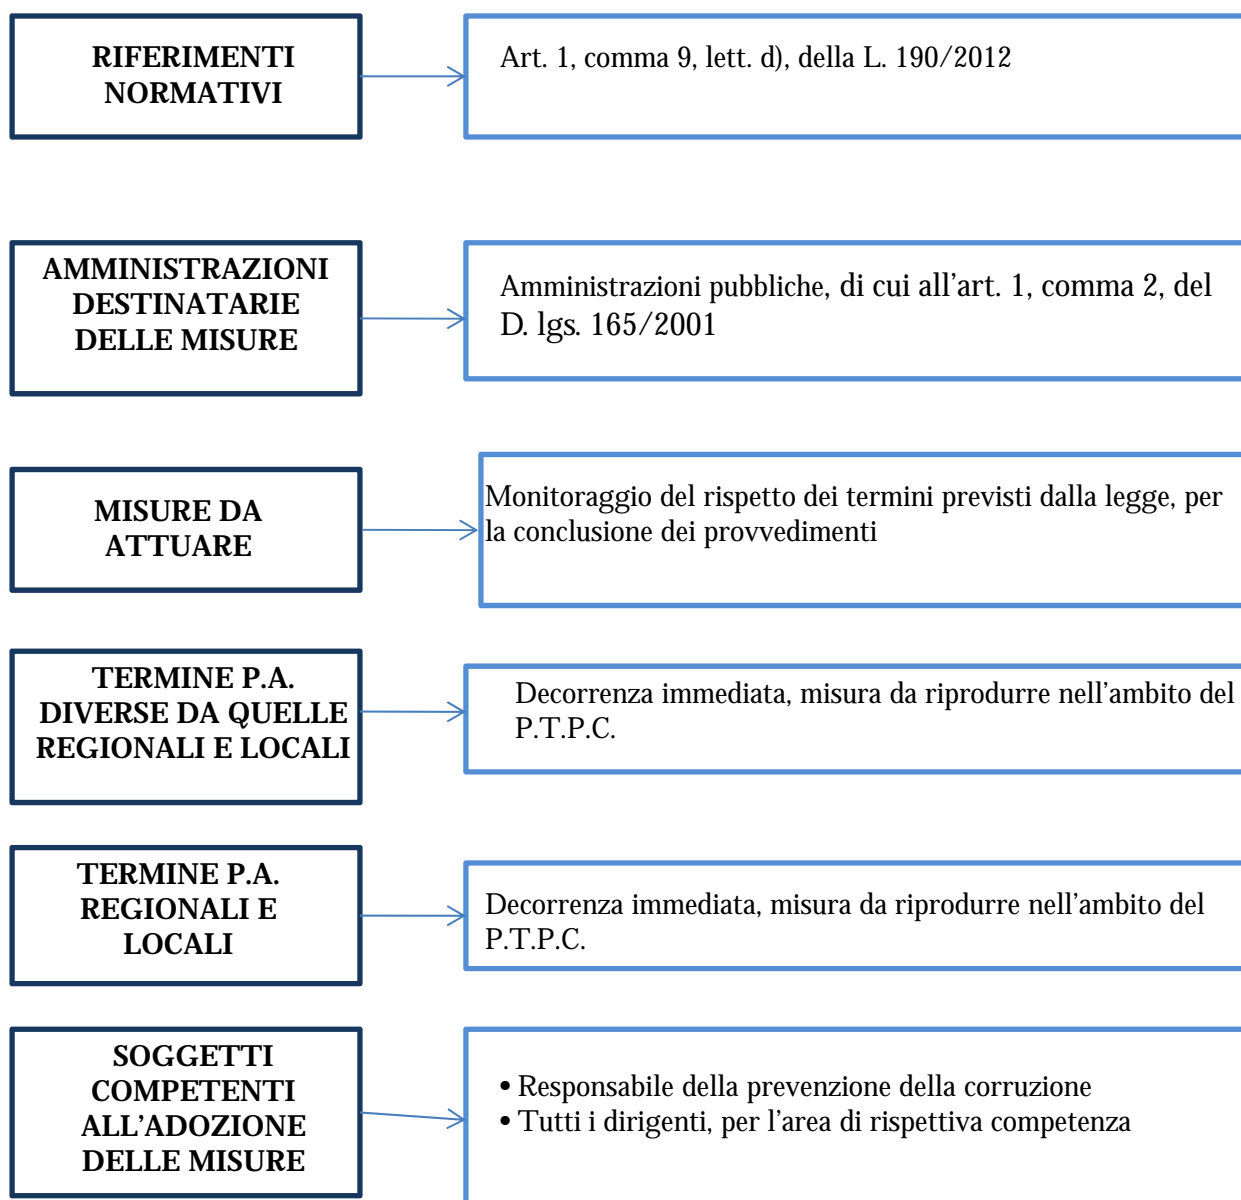 RIFERIMENTI
NORMATIVI
Art. 1, comma 9, lett. d), della L. 190/2012
AMMINISTRAZIONI
DESTINATARIE
DELLE MISURE
Amministrazioni pubbliche, di cui all’art. 1, comma 2, del
D. lgs. 165/2001
MISURE DA
ATTUARE
Monitoraggio del rispetto dei termini previsti dalla legge, per
la conclusione dei provvedimenti
TERMINE P.A.
DIVERSE DA QUELLE
REGIONALI E LOCALI
Decorrenza immediata, misura da riprodurre nell’ambito del
P.T.P.C.
TERMINE P.A.
REGIONALI E
LOCALI
Decorrenza immediata, misura da riprodurre nell’ambito del
P.T.P.C.
SOGGETTI
COMPETENTI
ALL’ADOZIONE
DELLE MISURE
• Responsabile della prevenzione della corruzione
• Tutti i dirigenti, per l’area di rispettiva competenza